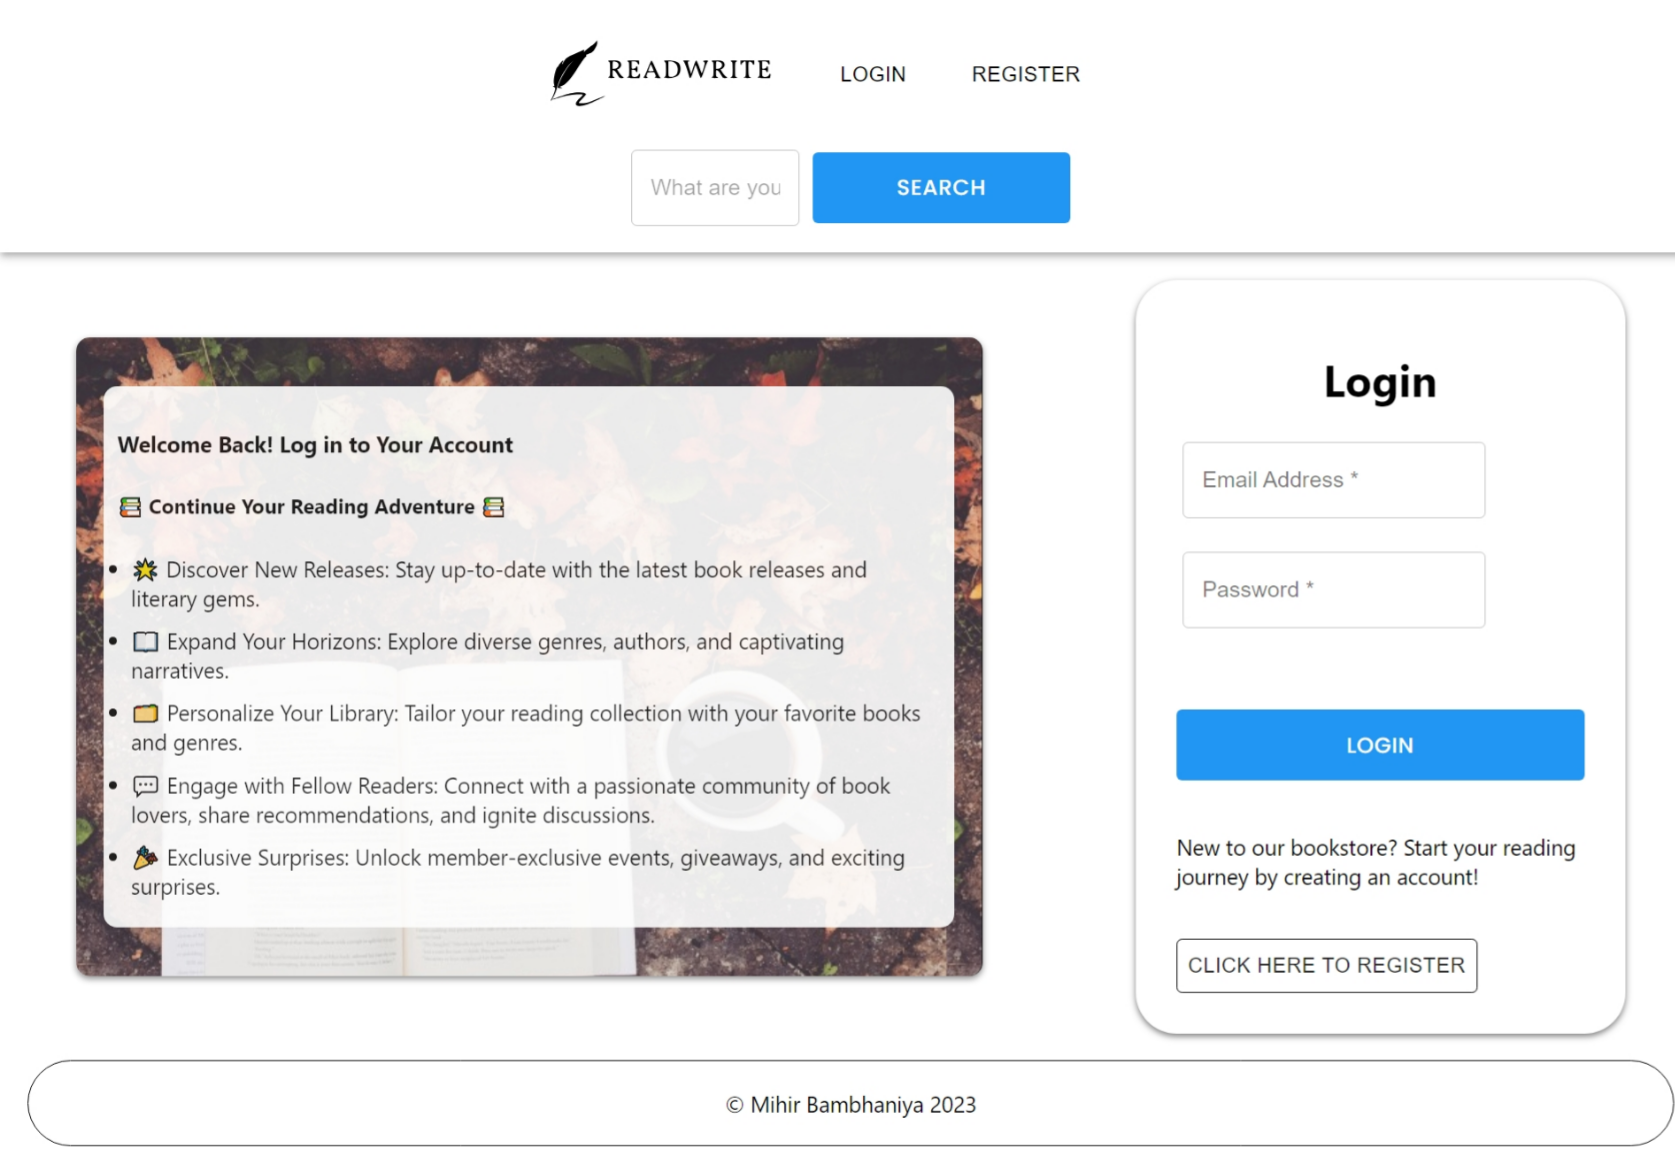 READWRITE LOGIN REGISTER
What are you SEARCH
Welcome Back! Log in to Your Account
📚 Continue Your Reading Adventure 📚
• 🌟 Discover New Releases: Stay up-to-date with the latest book releases and
literary gems.
• 📖 Expand Your Horizons: Explore diverse genres, authors, and captivating
narratives.
• 🗂️ Personalize Your Library: Tailor your reading collection with your favorite books
and genres.
• 💬 Engage with Fellow Readers: Connect with a passionate community of book
lovers, share recommendations, and ignite discussions.
• 🎉 Exclusive Surprises: Unlock member-exclusive events, giveaways, and exciting
surprises.
Login
Email Address *
Password *
LOGIN
New to our bookstore? Start your reading
journey by creating an account!
CLICK HERE TO REGISTER
© Mihir Bambhaniya 2023